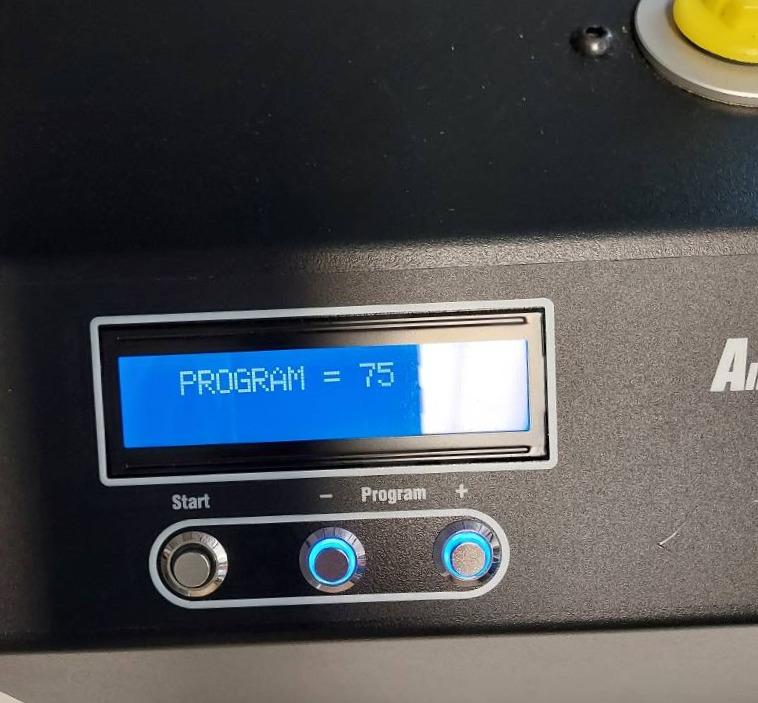 PROGRAM = 75
Start
- Program +